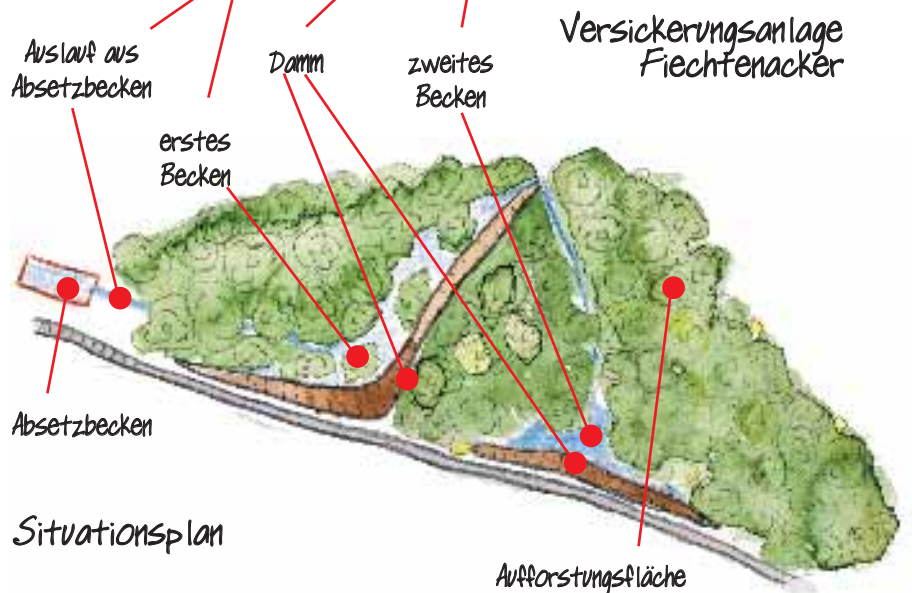 Versickerungsanlage
Fiechtenacker
Auslauf aus
Absetzbecken
Damm
zweites
Becken
erstes
Becken
Absetzbecken
Situationsplan
Aufforstungsfläche